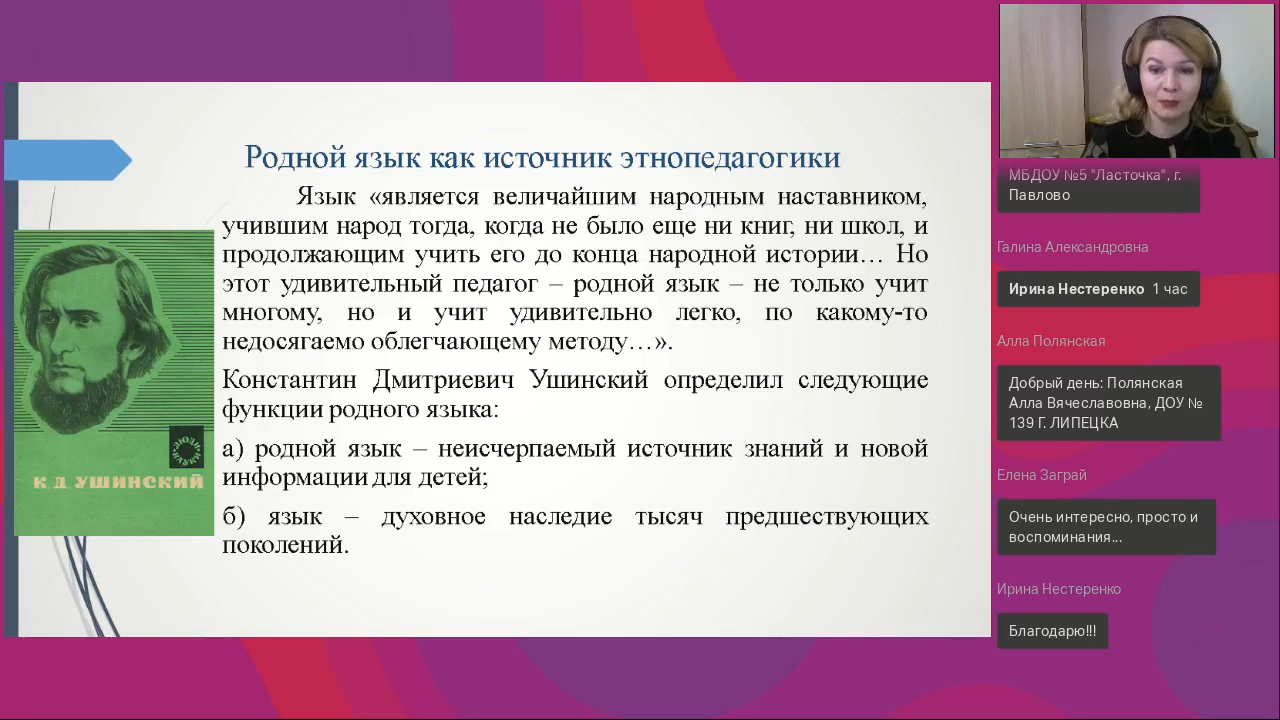 Родной язык как источник этнопедагогики
Язык «является величайшим народным наставником,
учившим народ тогда, когда не было еще ни книг, ни школ, и
продолжающим учить его до конца народной истории… Но
этот удивительный педагог – родной язык – не только учит
многому, но и учит удивительно легко, по какому-то
недосягаемо облегчающему методу…».
Константин Дмитриевич Ушинский определил следующие
функции родного языка:
а) родной язык – неисчерпаемый источник знаний и новой
информации для детей;
б) язык – духовное наследие тысяч предшествующих
поколений.
ЛЮДИ НАУКИ
К. Д. УШИНСКИЙ
МБДОУ №5 "Ласточка", г.
Павлово
Галина Александровна
Ирина Нестеренко 1 час
Алла Полянская
Добрый день: Полянская
Алла Вячеславовна, ДОУ №
139 Г. ЛИПЕЦКА
Елена Заграй
Очень интересно, просто и
воспоминания...
Ирина Нестеренко
Благодарю!!!